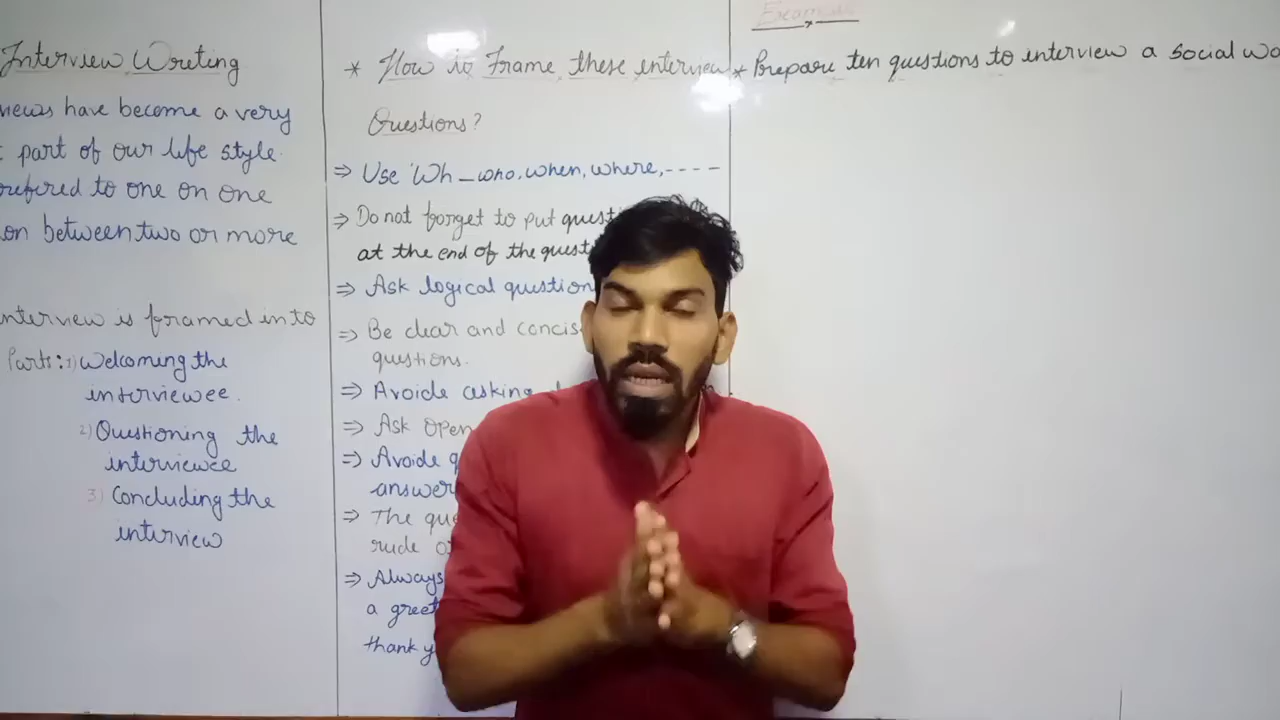 Interview Writing
views have become a very
part of our life style.
to one on one
on between two or more
nterview is framed into
Parts: 1) Welcoming the
interviewee.
2) Questioning the
interviewee
3) Concluding the
interview
* How to Frame these interview
Questions?
⇒ Use 'Wh – who, when, where, ----
⇒ Do not forget to put quest
at the end of the quest
⇒ Ask logical question
⇒ Be clear and concis
questions.
⇒ Avoide asking
⇒ Ask open
⇒ Avoide q
answer
⇒ The que
rude o
⇒ Always
a greet
thank y
Example
* Prepare ten questions to interview a social wo